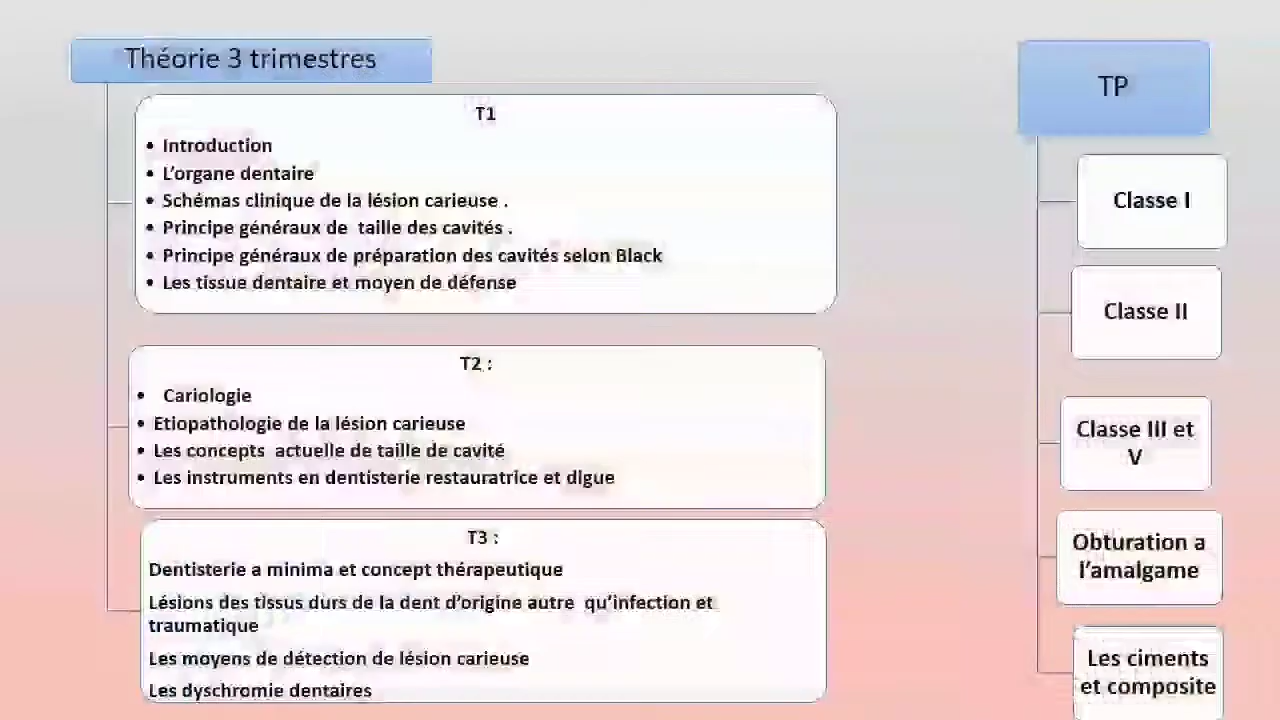 Théorie 3 trimestres
T1
• Introduction
• L'organe dentaire
• Schémas clinique de la lésion carieuse .
• Principe généraux de taille des cavités .
• Principe généraux de préparation des cavités selon Black
• Les tissue dentaire et moyen de défense
T2 :
• Cariologie
• Etiopathologie de la lésion carieuse
• Les concepts actuelle de taille de cavité
• Les instruments en dentisterie restauratrice et digue
T3 :
Dentisterie a minima et concept thérapeutique
Lésions des tissus durs de la dent d'origine autre qu'infection et
traumatique
Les moyens de détection de lésion carieuse
Les dyschromie dentaires
TP
Classe I
Classe II
Classe III et
V
Obturation a
l'amalgame
Les ciments
et composite